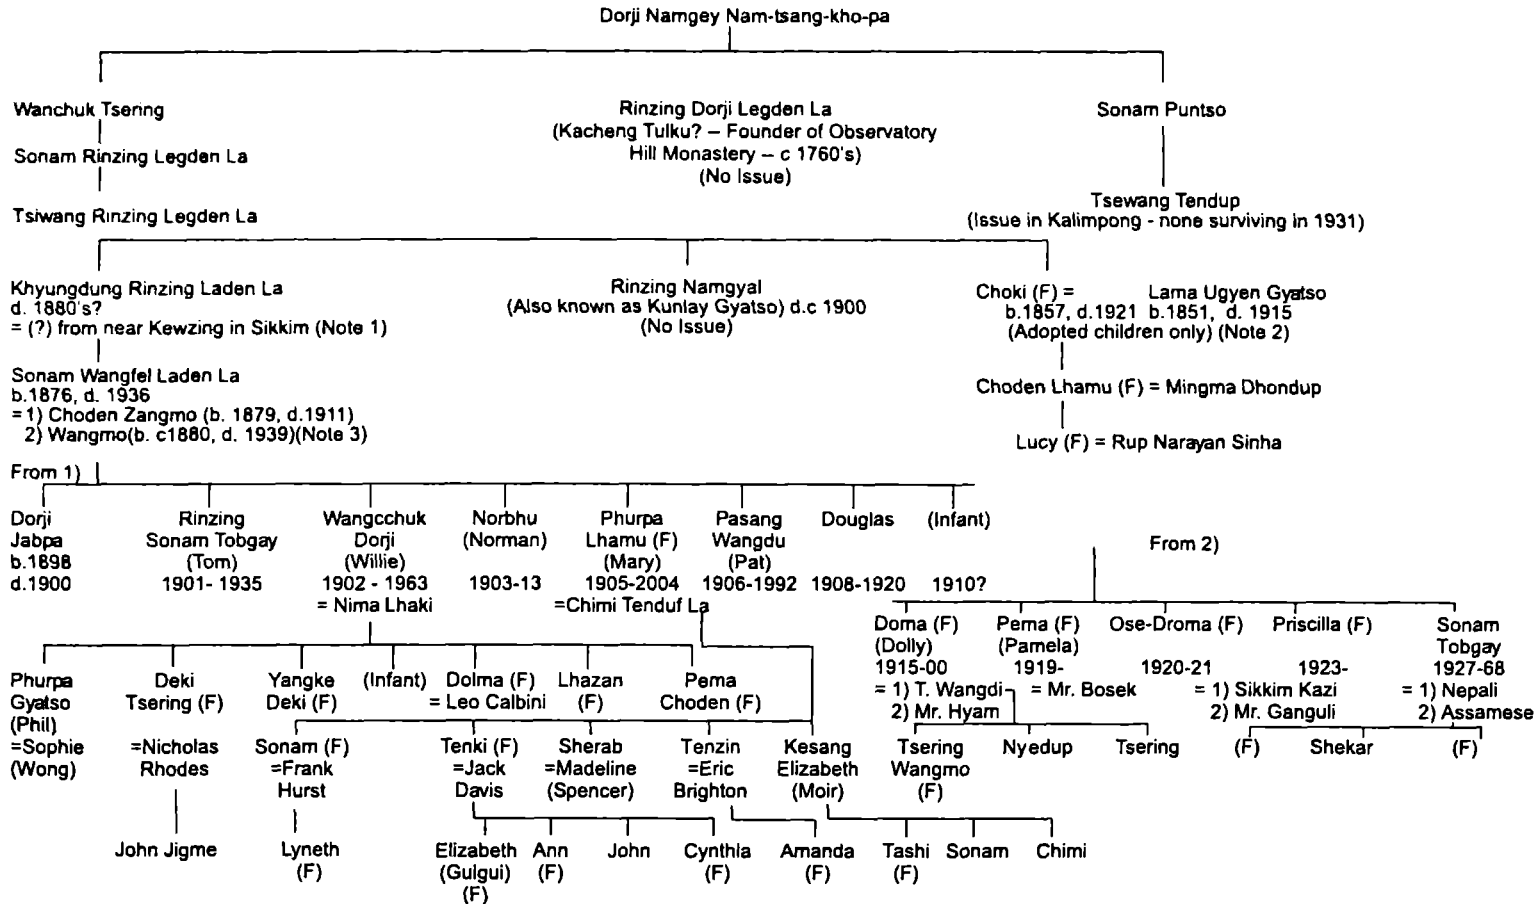 Dorji Namgey Nam-tsang-kho-pa
Wanchuk Tsering
Rinzing Dorji Legden La
(Kacheng Tulku? – Founder of Observatory
Hill Monastery – c 1760's)
(No Issue)
Sonam Puntso
Sonam Rinzing Legden La
Tsiwang Rinzing Legden La
Tsewang Tendup
(Issue in Kalimpong - none surviving in 1931)
Khyungdung Rinzing Laden La
d. 1880's?
= (?) from near Kewzing in Sikkim (Note 1)
Rinzing Namgyal
(Also known as Kunlay Gyatso) d.c 1900
(No Issue)
Choki (F) = Lama Ugyen Gyatso
b.1857, d.1921 b.1851, d. 1915
(Adopted children only) (Note 2)
Sonam Wangfel Laden La
b.1876, d. 1936
=1) Choden Zangmo (b. 1879, d.1911)
2) Wangmo(b. c1880, d. 1939)(Note 3)
Choden Lhamu (F) = Mingma Dhondup
Lucy (F) = Rup Narayan Sinha
From 1)
Dorji
Jabpa
b.1898
d.1900
Rinzing
Sonam Tobgay
(Tom)
1901- 1935
Wangcchuk
Dorji
(Willie)
1902 - 1963
= Nima Lhaki
Norbhu
(Norman)
1903-13
Phurpa
Lhamu (F)
(Mary)
1905-2004
=Chimi Tenduf La
Pasang
Wangdu
(Pat)
1906-1992
Douglas
1908-1920
(Infant)
1910?
From 2)
Doma (F)
(Dolly)
1915-00
= 1) T. Wangdi
2) Mr. Hyam
Pema (F)
(Pamela)
1919-
= Mr. Bosek
Ose-Droma (F)
1920-21
Priscilla (F)
1923-
= 1) Sikkim Kazi
2) Mr. Ganguli
Sonam
Tobgay
1927-68
= 1) Nepali
2) Assamese
Phurpa
Gyatso
(Phil)
=Sophie
(Wong)
Deki
Tsering (F)
=Nicholas
Rhodes
Yangke
Deki (F)
(Infant)
Dolma (F)
= Leo Calbini
Lhazan
(F)
Pema
Choden (F)
Sonam (F)
=Frank
Hurst
Tenki (F)
=Jack
Davis
Sherab
=Madeline
(Spencer)
Tenzin
=Eric
Brighton
Kesang
Elizabeth
(Moir)
Tsering
Wangmo
(F)
Nyedup
Tsering
(F)
Shekar
(F)
John Jigme
Lyneth
(F)
Elizabeth
(Gulgui)
(F)
Ann
(F)
John
Cynthia
(F)
Amanda
(F)
Tashi
(F)
Sonam
Chimi